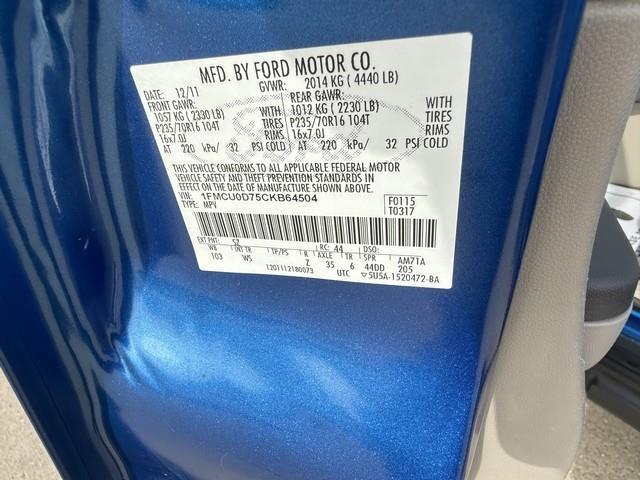 MFD. BY FORD MOTOR CO.
DATE: 12/11 GVWR: 2014 KG ( 4440 LB)
FRONT GAWR: REAR GAWR:
1057 KG ( 2330 LB) WITH 1012 KG ( 2230 LB) WITH
P235/70R16 104T TIRES P235/70R16 104T TIRES
16x7.0J RIMS 16x7.0J RIMS
AT 220 kPa/ 32 PSI COLD AT 220 kPa/ 32 PSI COLD
THIS VEHICLE CONFORMS TO ALL APPLICABLE FEDERAL MOTOR
VEHICLE SAFETY AND THEFT PREVENTION STANDARDS IN
EFFECT ON THE DATE OF MANUFACTURE SHOWN ABOVE.
VIN: 1FMCU0D75CKB64504 F0115
TYPE: MPV T0317
EXT PNT: SZ RC: 44 DSO:
WB INT TR TP/PS R AXLE TR SPR AM71A
103 WS Z 35 6 44DD 205
1201112180073 UTC ▽5U5A-1520472-BA